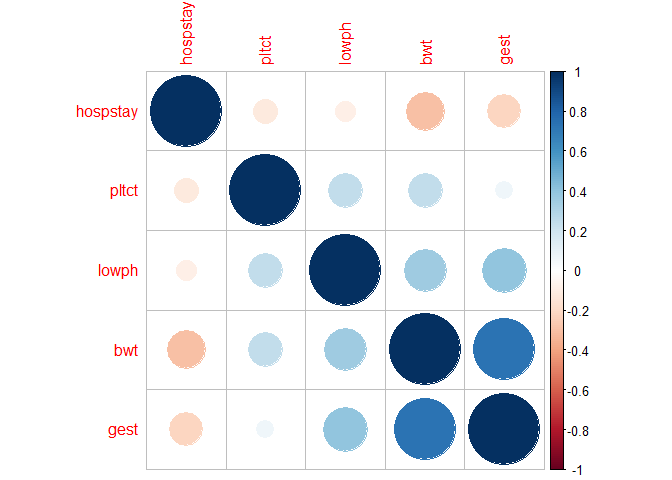 hospstay
pltct
lowph
bwt
gest
hospstay
pltct
lowph
bwt
gest
1
0.8
0.6
0.4
0.2
0
-0.2
-0.4
-0.6
-0.8
-1